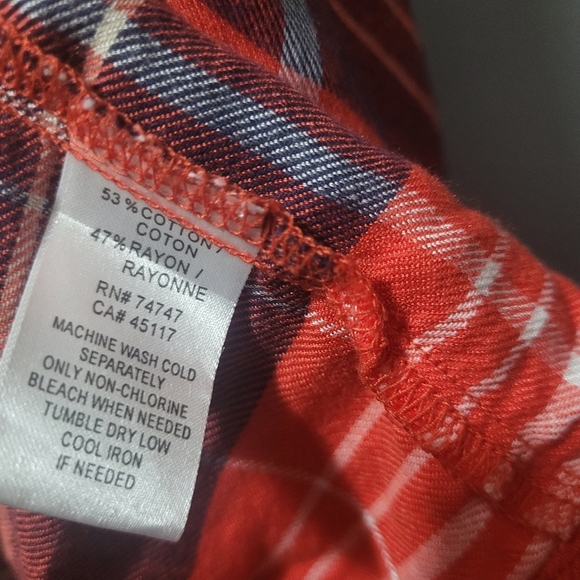 53% COTTON /
COTON
47% RAYON /
RAYONNE
RN# 74747
CA# 45117
MACHINE WASH COLD
SEPARATELY
ONLY NON-CHLORINE
BLEACH WHEN NEEDED
TUMBLE DRY LOW
COOL IRON
IF NEEDED